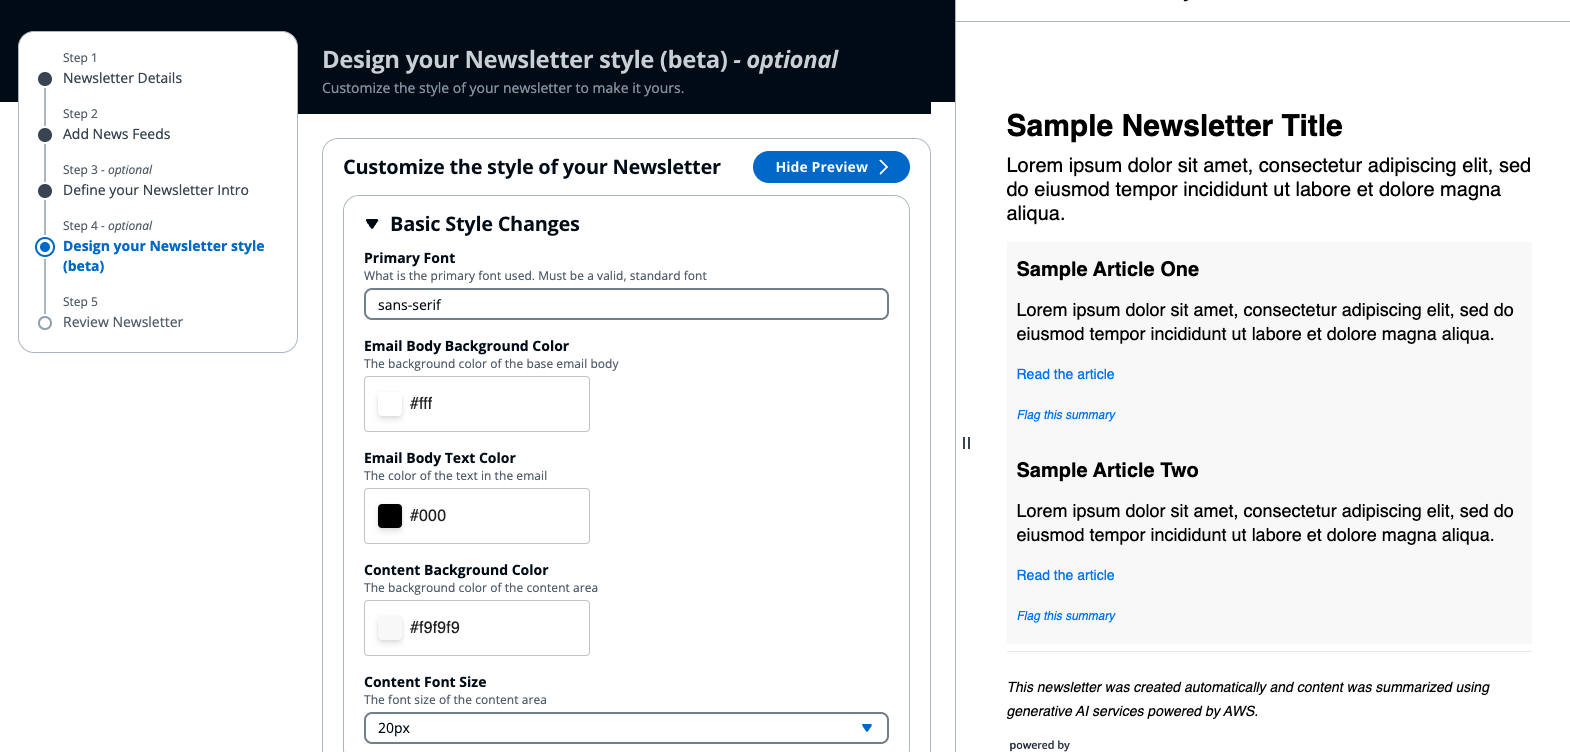 Step 1
Newsletter Details
Step 2
Add News Feeds
Step 3 - optional
Define your Newsletter Intro
Step 4 - optional
Design your Newsletter style
(beta)
Step 5
Review Newsletter
Design your Newsletter style (beta) - optional
Customize the style of your newsletter to make it yours.
Customize the style of your Newsletter
Hide Preview
Basic Style Changes
Primary Font
What is the primary font used. Must be a valid, standard font
sans-serif
Email Body Background Color
The background color of the base email body
#fff
Email Body Text Color
The color of the text in the email
#000
Content Background Color
The background color of the content area
#f9f9f9
Content Font Size
The font size of the content area
20px
Sample Newsletter Title
Lorem ipsum dolor sit amet, consectetur adipiscing elit, sed
do eiusmod tempor incididunt ut labore et dolore magna
aliqua.
Sample Article One
Lorem ipsum dolor sit amet, consectetur adipiscing elit, sed do
eiusmod tempor incididunt ut labore et dolore magna aliqua.
Read the article
Flag this summary
Sample Article Two
Lorem ipsum dolor sit amet, consectetur adipiscing elit, sed do
eiusmod tempor incididunt ut labore et dolore magna aliqua.
Read the article
Flag this summary
This newsletter was created automatically and content was summarized using
generative AI services powered by AWS.
powered by